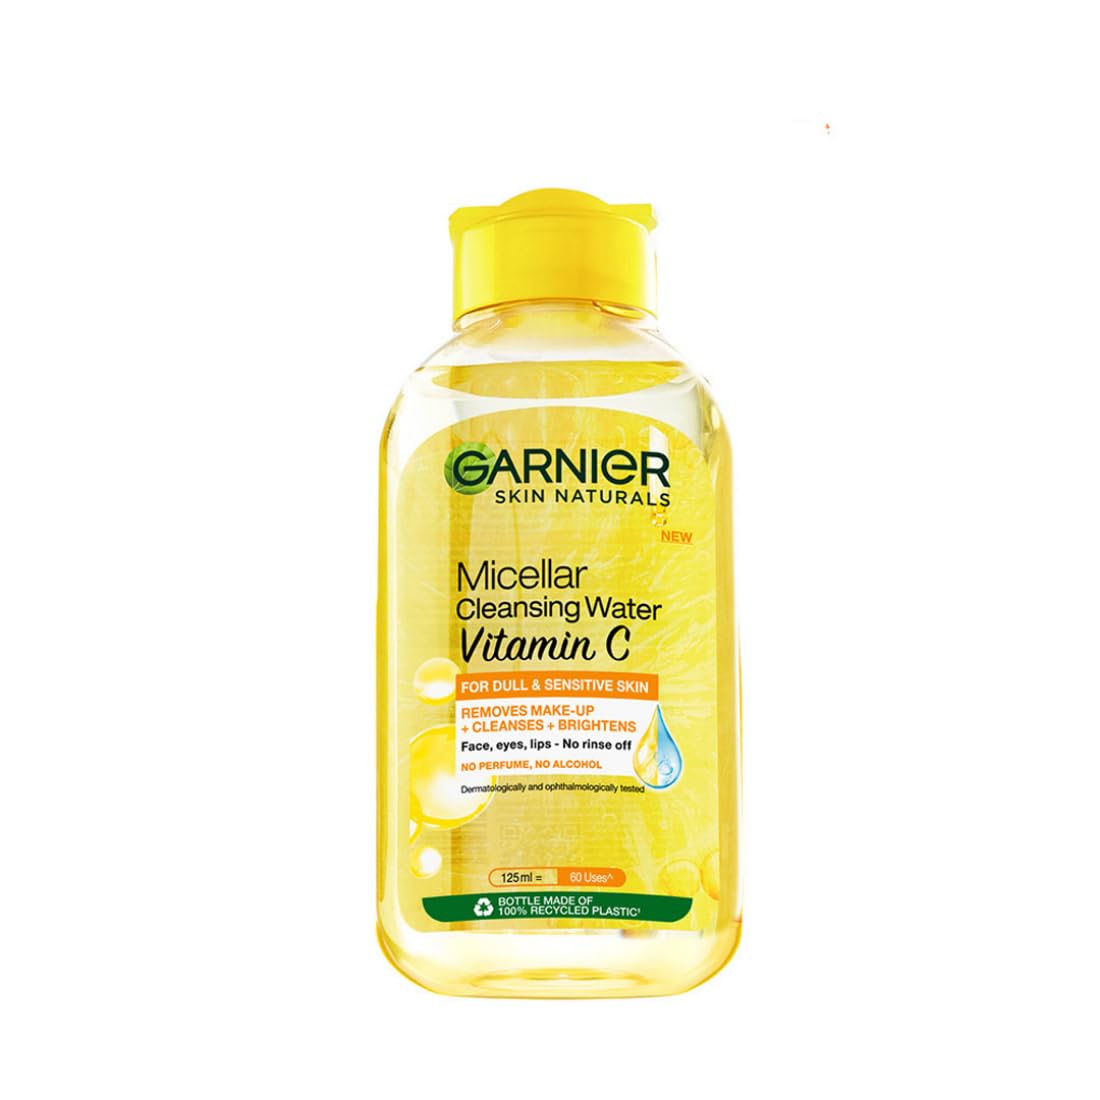 GARNIER
SKIN NATURALS
NEW
Micellar
Cleansing Water
Vitamin C
FOR DULL & SENSITIVE SKIN
REMOVES MAKE-UP
+ CLEANSES + BRIGHTENS
Face, eyes, lips - No rinse off
NO PERFUME, NO ALCOHOL
Dermatologically and ophthalmologically tested
125ml = 60 Uses^
BOTTLE MADE OF
100% RECYCLED PLASTIC¹